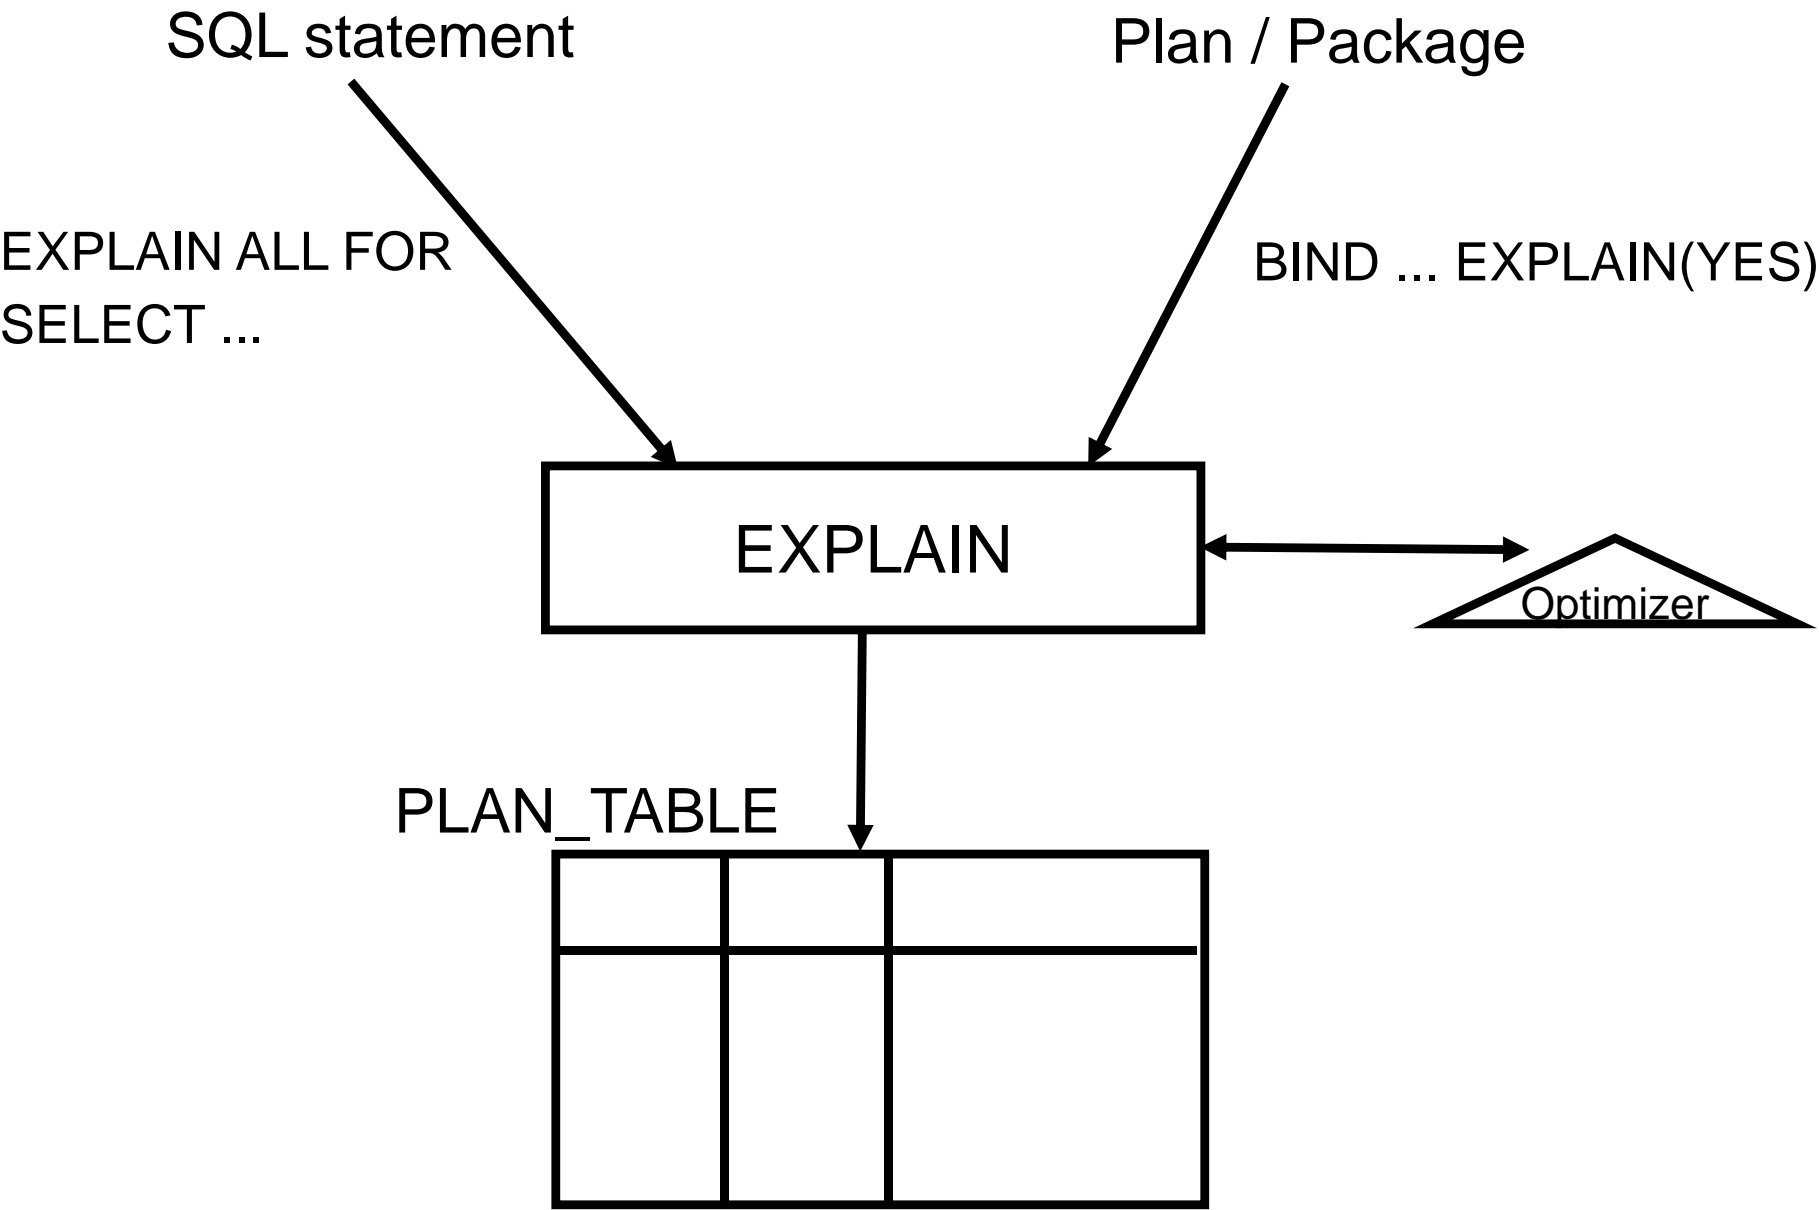 SQL statement
Plan / Package
EXPLAIN ALL FOR
SELECT ...
BIND ... EXPLAIN(YES)
EXPLAIN
Optimizer
PLAN_TABLE